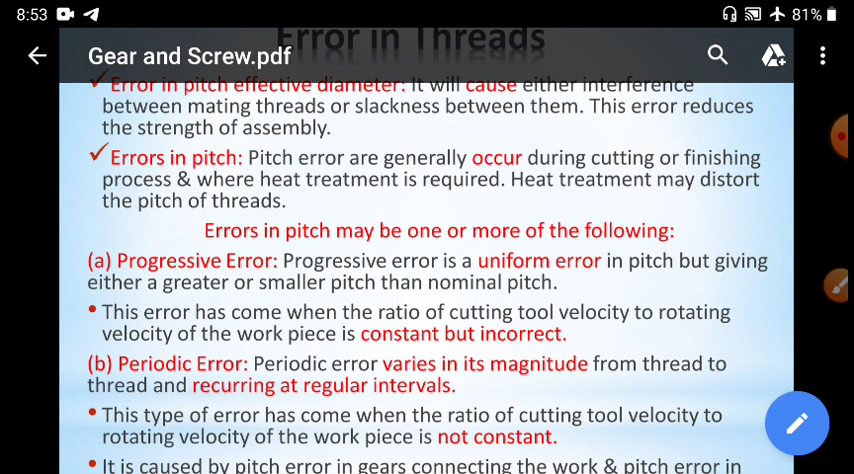 8:53
81%
Error in Threads
Gear and Screw.pdf
✓Error in pitch effective diameter: It will cause either interference
between mating threads or slackness between them. This error reduces
the strength of assembly.
✓Errors in pitch: Pitch error are generally occur during cutting or finishing
process & where heat treatment is required. Heat treatment may distort
the pitch of threads.
Errors in pitch may be one or more of the following:
(a) Progressive Error: Progressive error is a uniform error in pitch but giving
either a greater or smaller pitch than nominal pitch.
• This error has come when the ratio of cutting tool velocity to rotating
velocity of the work piece is constant but incorrect.
(b) Periodic Error: Periodic error varies in its magnitude from thread to
thread and recurring at regular intervals.
• This type of error has come when the ratio of cutting tool velocity to
rotating velocity of the work piece is not constant.
• It is caused by pitch error in gears connecting the work & pitch error in